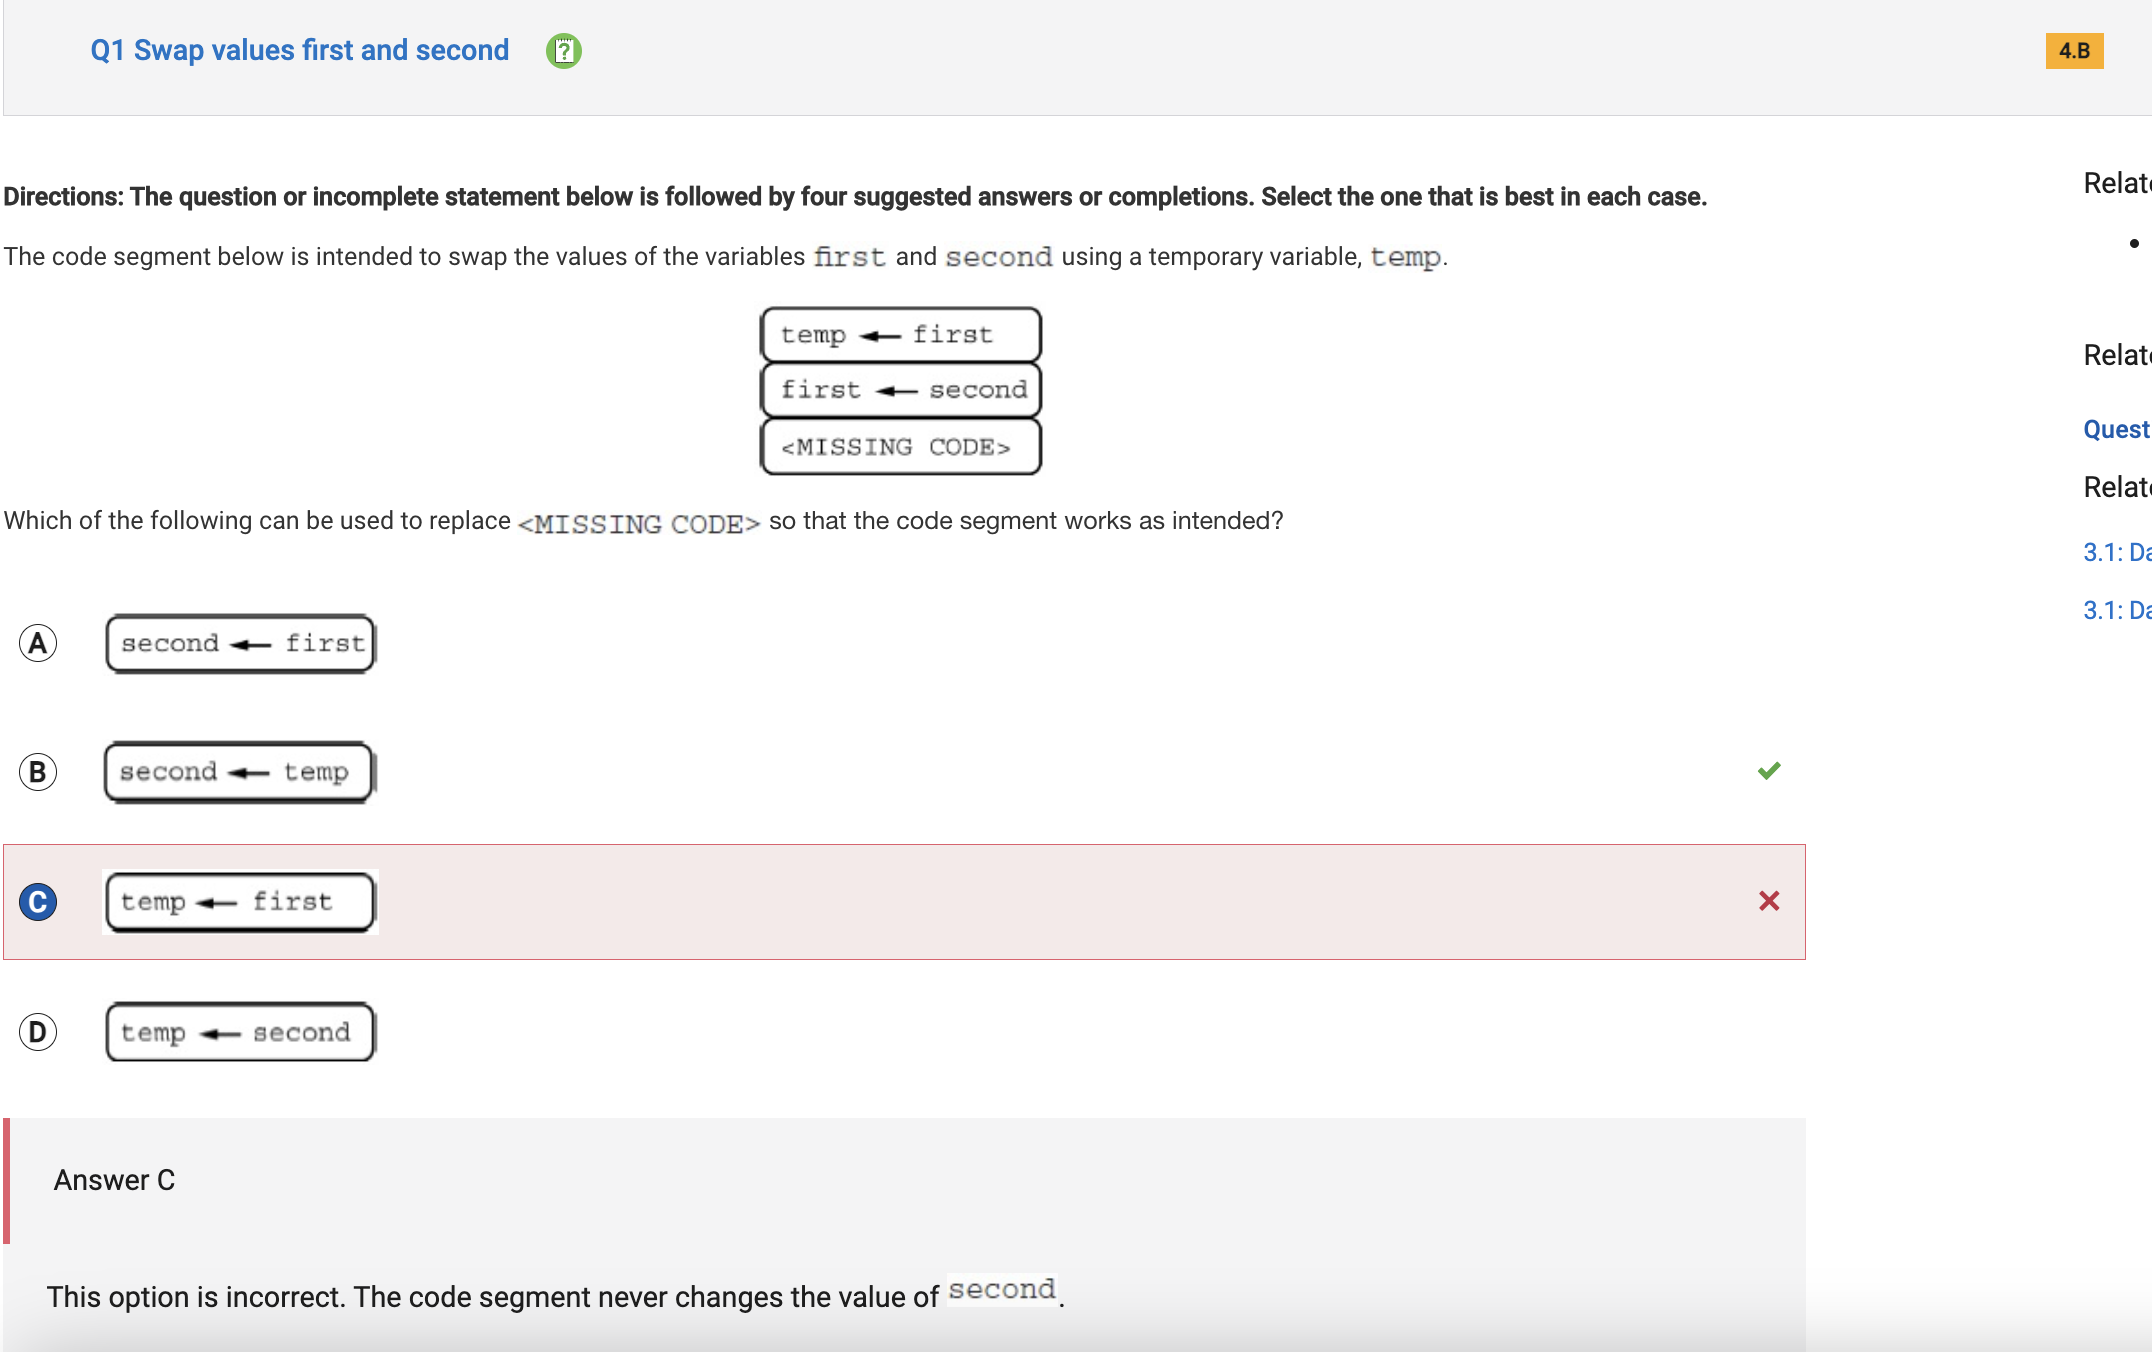 Q1 Swap values first and second
4.B
Directions: The question or incomplete statement below is followed by four suggested answers or completions. Select the one that is best in each case.
The code segment below is intended to swap the values of the variables first and second using a temporary variable, temp.
temp ← first
first ← second
<MISSING CODE>
Which of the following can be used to replace <MISSING CODE> so that the code segment works as intended?
A second ← first
B second ← temp
C temp ← first
D temp ← second
Answer C
This option is incorrect. The code segment never changes the value of second.
Quest
3.1:
3.1: